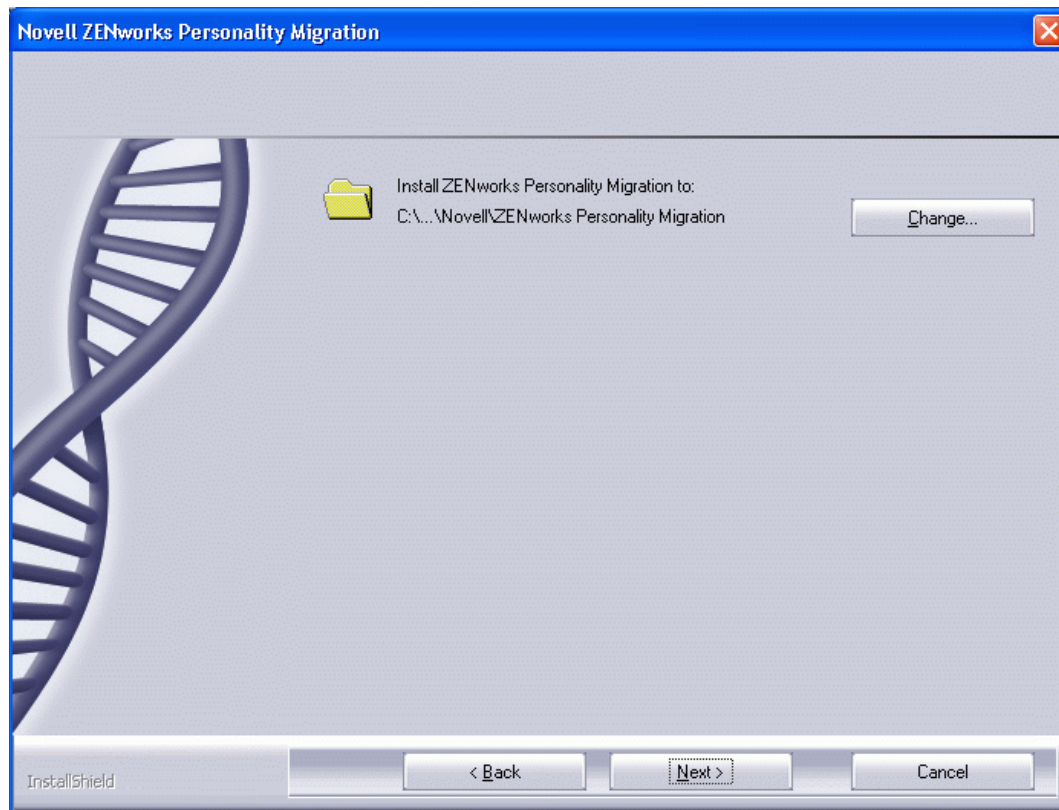 Novell ZENworks Personality Migration
Install ZENworks Personality Migration to:
C:\...\Novell\ZENworks Personality Migration
Change...
InstallShield
< Back
Next >
Cancel